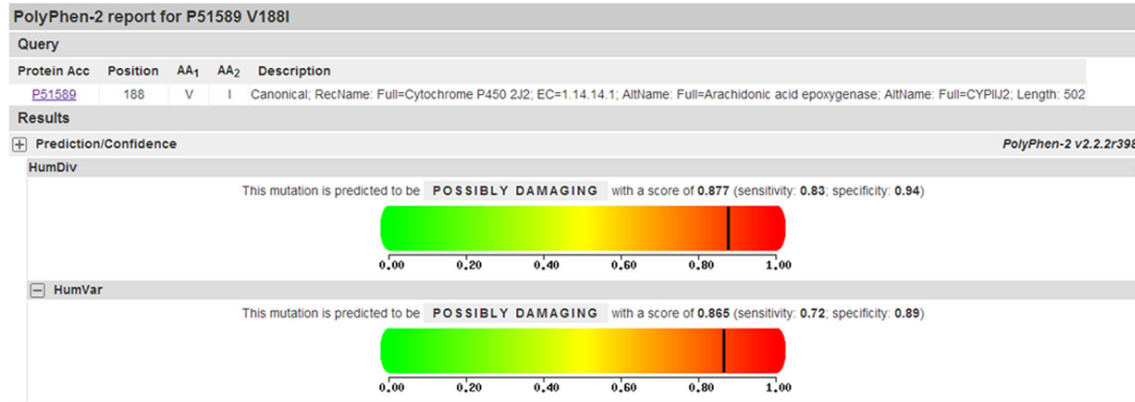 PolyPhen-2 report for P51589 V188I
Query
Protein Acc Position AA1 AA2 Description
P51589 188 V I Canonical; RecName: Full=Cytochrome P450 2J2; EC=1.14.14.1; AltName: Full=Arachidonic acid epoxygenase; AltName: Full=CYPIIJ2; Length: 502
Results
+ Prediction/Confidence PolyPhen-2 v2.2.2r398
HumDiv
This mutation is predicted to be POSSIBLY DAMAGING with a score of 0.877 (sensitivity: 0.83; specificity: 0.94)
0.00 0.20 0.40 0.60 0.80 1.00
- HumVar
This mutation is predicted to be POSSIBLY DAMAGING with a score of 0.865 (sensitivity: 0.72; specificity: 0.89)
0.00 0.20 0.40 0.60 0.80 1.00